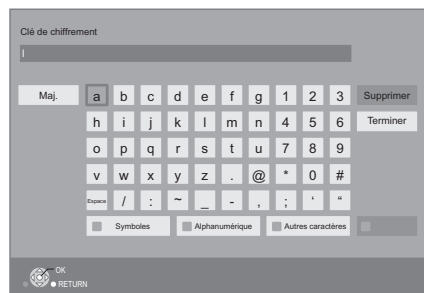 Clé de chiffrement
Maj. a b c d e f g 1 2 3 Supprimer
h i j k l m n 4 5 6 Terminer
o p q r s t u 7 8 9
v w x y z . @ * 0 #
Espace / : ~ _ - , ; ‘ “
Symboles Alphanumérique Autres caractères
OK
RETURN